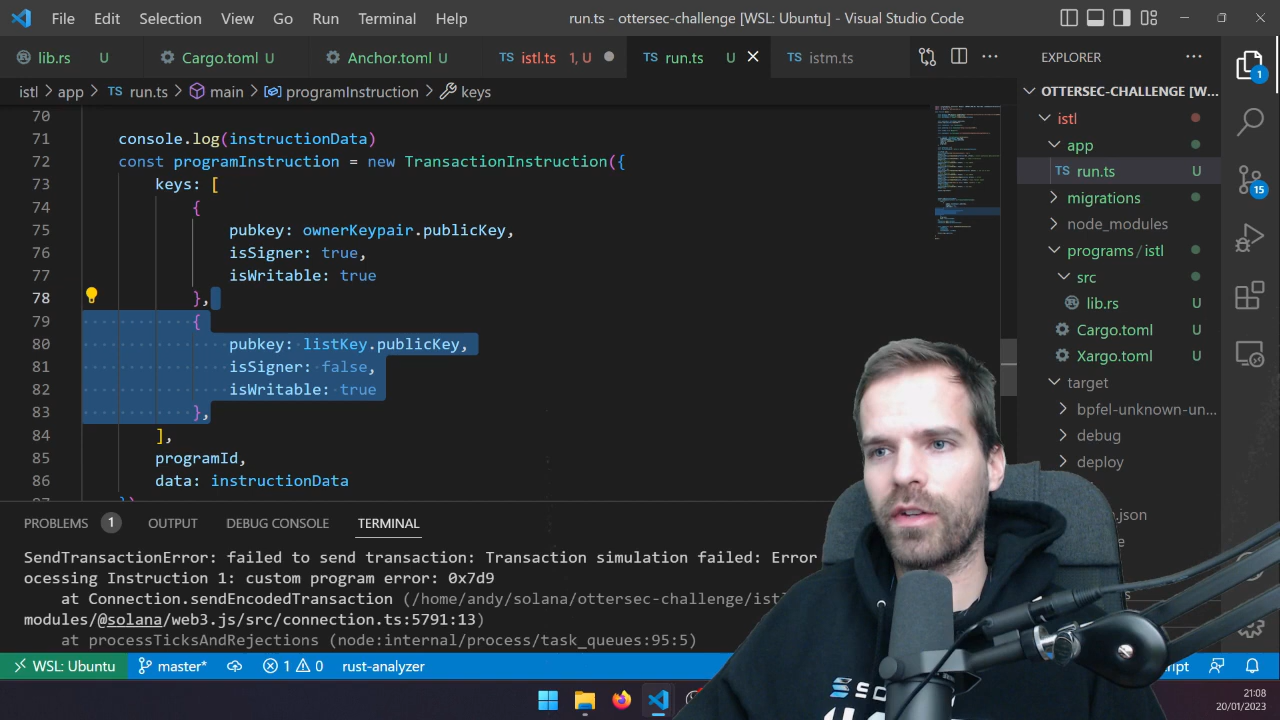 File Edit Selection View Go Run Terminal Help
run.ts - ottersec-challenge [WSL: Ubuntu] - Visual Studio Code
lib.rs U
Cargo.toml U
Anchor.toml U
TS istl.ts 1, U
TS run.ts U
TS istm.ts
istl > app > TS run.ts > main > programInstruction > keys
70
71 console.log(instructionData)
72 const programInstruction = new TransactionInstruction({
73 keys: [
74 {
75 pubkey: ownerKeypair.publicKey,
76 isSigner: true,
77 isWritable: true
78 },
79 {
80 pubkey: listKey.publicKey,
81 isSigner: false,
82 isWritable: true
83 },
84 ],
85 programId,
86 data: instructionData
87 })
PROBLEMS 1 OUTPUT DEBUG CONSOLE TERMINAL
SendTransactionError: failed to send transaction: Transaction simulation failed: Error
ocessing Instruction 1: custom program error: 0x7d9
at Connection.sendEncodedTransaction (/home/andy/solana/ottersec-challenge/istl
modules/@solana/web3.js/src/connection.ts:5791:13)
at processTicksAndRejections (node:internal/process/task_queues:95:5)
EXPLORER
OTTERSEC-CHALLENGE [W...
istl
app
TS run.ts U
migrations
node_modules
programs/istl
src
lib.rs U
Cargo.toml U
Xargo.toml U
target
bpfel-unknown-un...
debug
deploy
.json
1
15
WSL: Ubuntu master* 1 0 rust-analyzer
21:08
20/01/2023